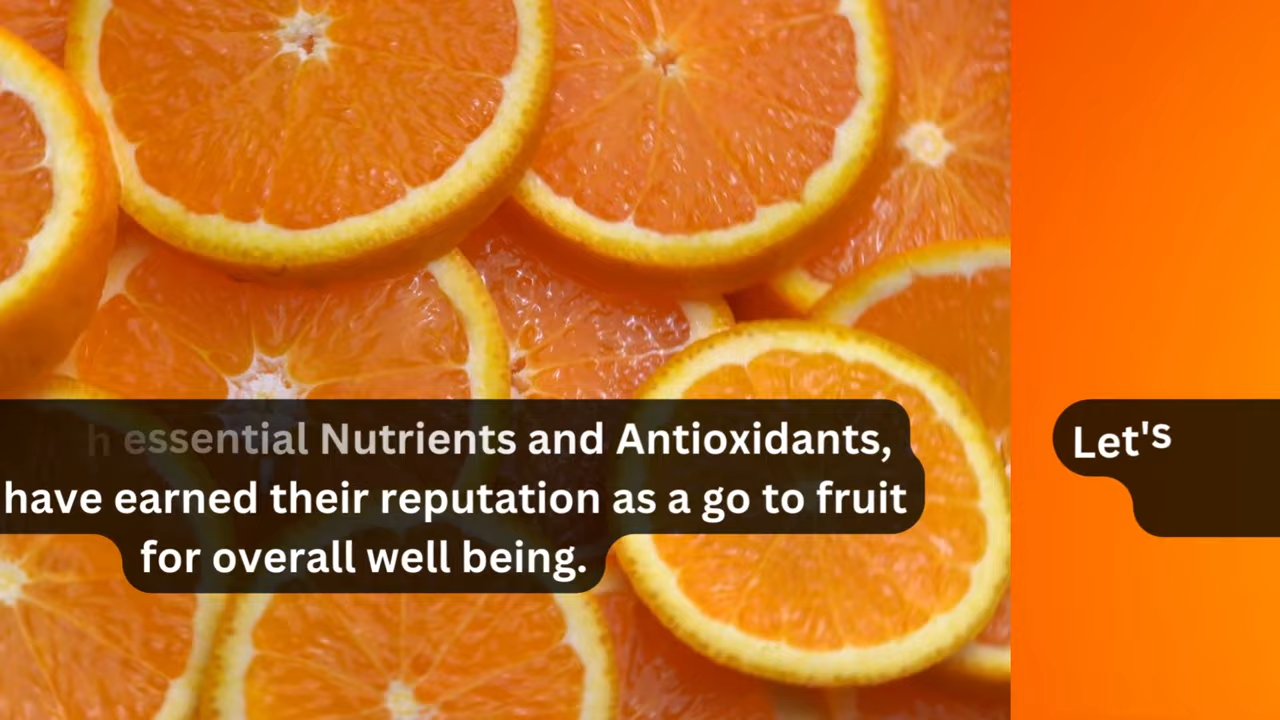 essential Nutrients and Antioxidants,
have earned their reputation as a go to fruit
for overall well being.
Let's